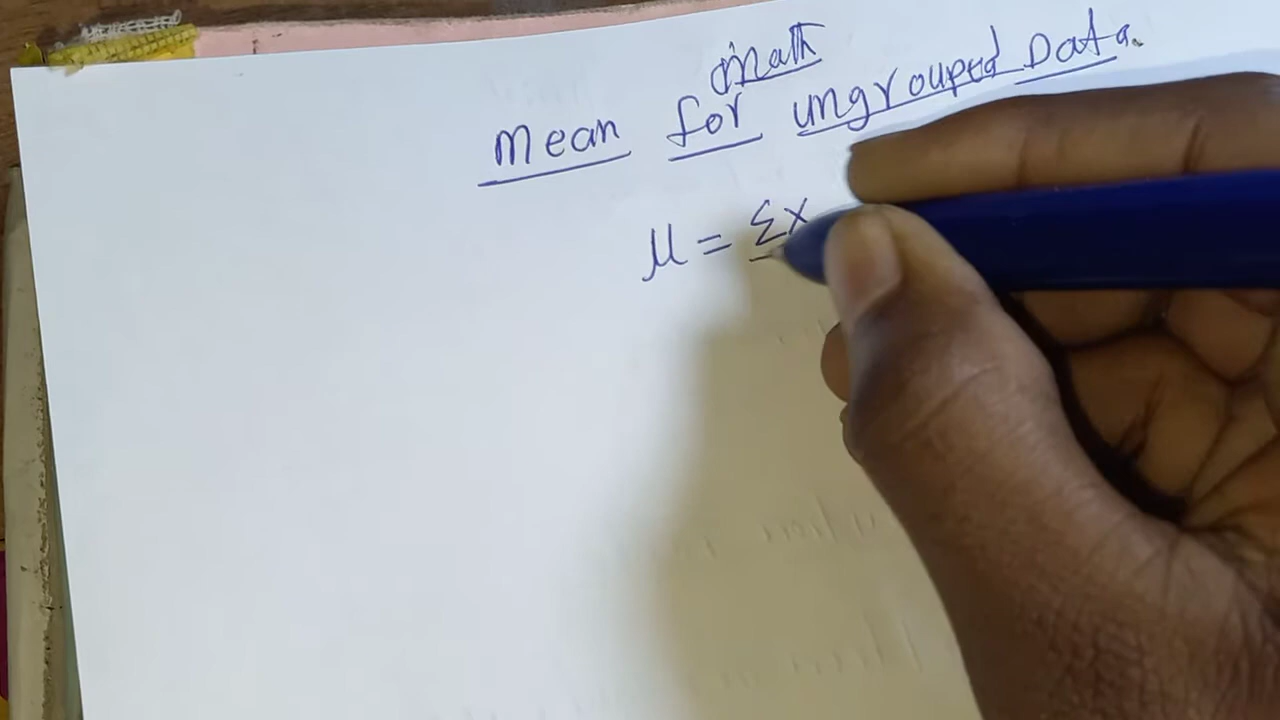 math
Mean for ungrouped Data.
μ = Σx